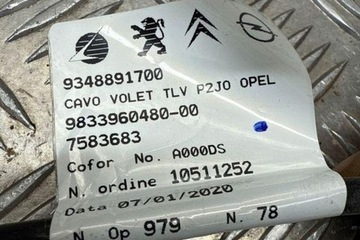 9348891700
CAVO VOLET TLV P2JO OPEL
9833960480-00
7583683
Cofor No. A000DS
N. ordine 10511252
Data 07/01/2020
N. Op 979 N. 78